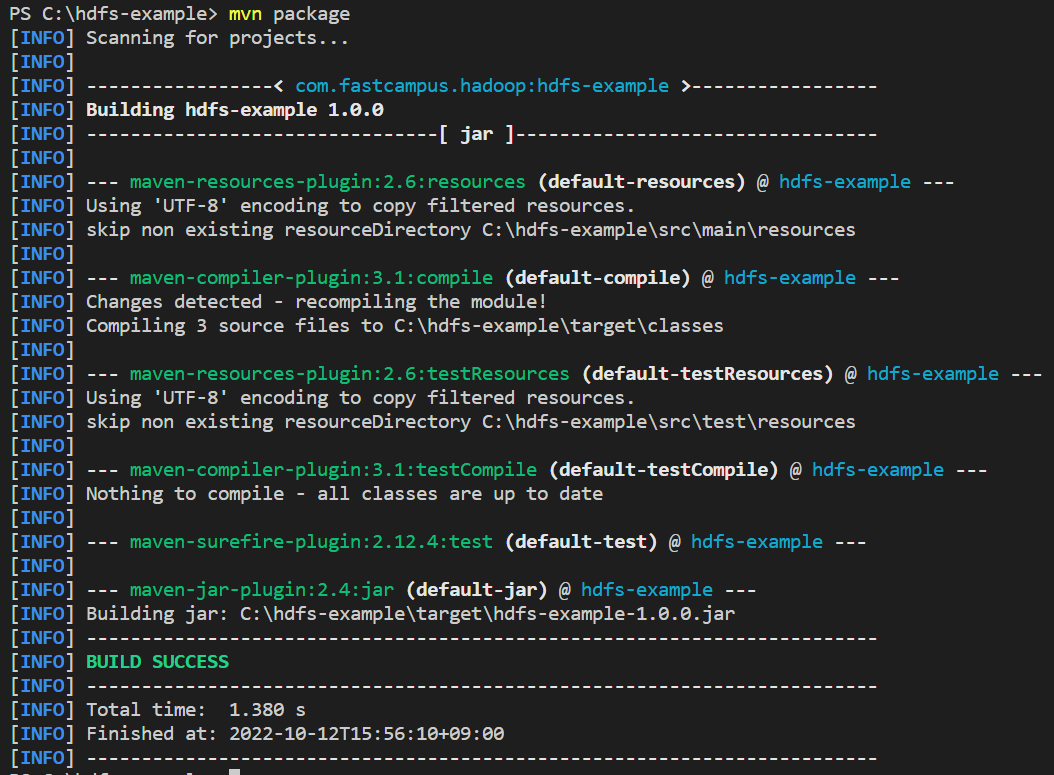 PS C:\hdfs-example> mvn package
[INFO] Scanning for projects...
[INFO]
[INFO] -----------------< com.fastcampus.hadoop:hdfs-example >-----------------
[INFO] Building hdfs-example 1.0.0
[INFO] --------------------------------[ jar ]---------------------------------
[INFO]
[INFO] --- maven-resources-plugin:2.6:resources (default-resources) @ hdfs-example ---
[INFO] Using 'UTF-8' encoding to copy filtered resources.
[INFO] skip non existing resourceDirectory C:\hdfs-example\src\main\resources
[INFO]
[INFO] --- maven-compiler-plugin:3.1:compile (default-compile) @ hdfs-example ---
[INFO] Changes detected - recompiling the module!
[INFO] Compiling 3 source files to C:\hdfs-example\target\classes
[INFO]
[INFO] --- maven-resources-plugin:2.6:testResources (default-testResources) @ hdfs-example ---
[INFO] Using 'UTF-8' encoding to copy filtered resources.
[INFO] skip non existing resourceDirectory C:\hdfs-example\src\test\resources
[INFO]
[INFO] --- maven-compiler-plugin:3.1:testCompile (default-testCompile) @ hdfs-example ---
[INFO] Nothing to compile - all classes are up to date
[INFO]
[INFO] --- maven-surefire-plugin:2.12.4:test (default-test) @ hdfs-example ---
[INFO]
[INFO] --- maven-jar-plugin:2.4:jar (default-jar) @ hdfs-example ---
[INFO] Building jar: C:\hdfs-example\target\hdfs-example-1.0.0.jar
[INFO] ------------------------------------------------------------------------
[INFO] BUILD SUCCESS
[INFO] ------------------------------------------------------------------------
[INFO] Total time:  1.380 s
[INFO] Finished at: 2022-10-12T15:56:10+09:00
[INFO] ------------------------------------------------------------------------